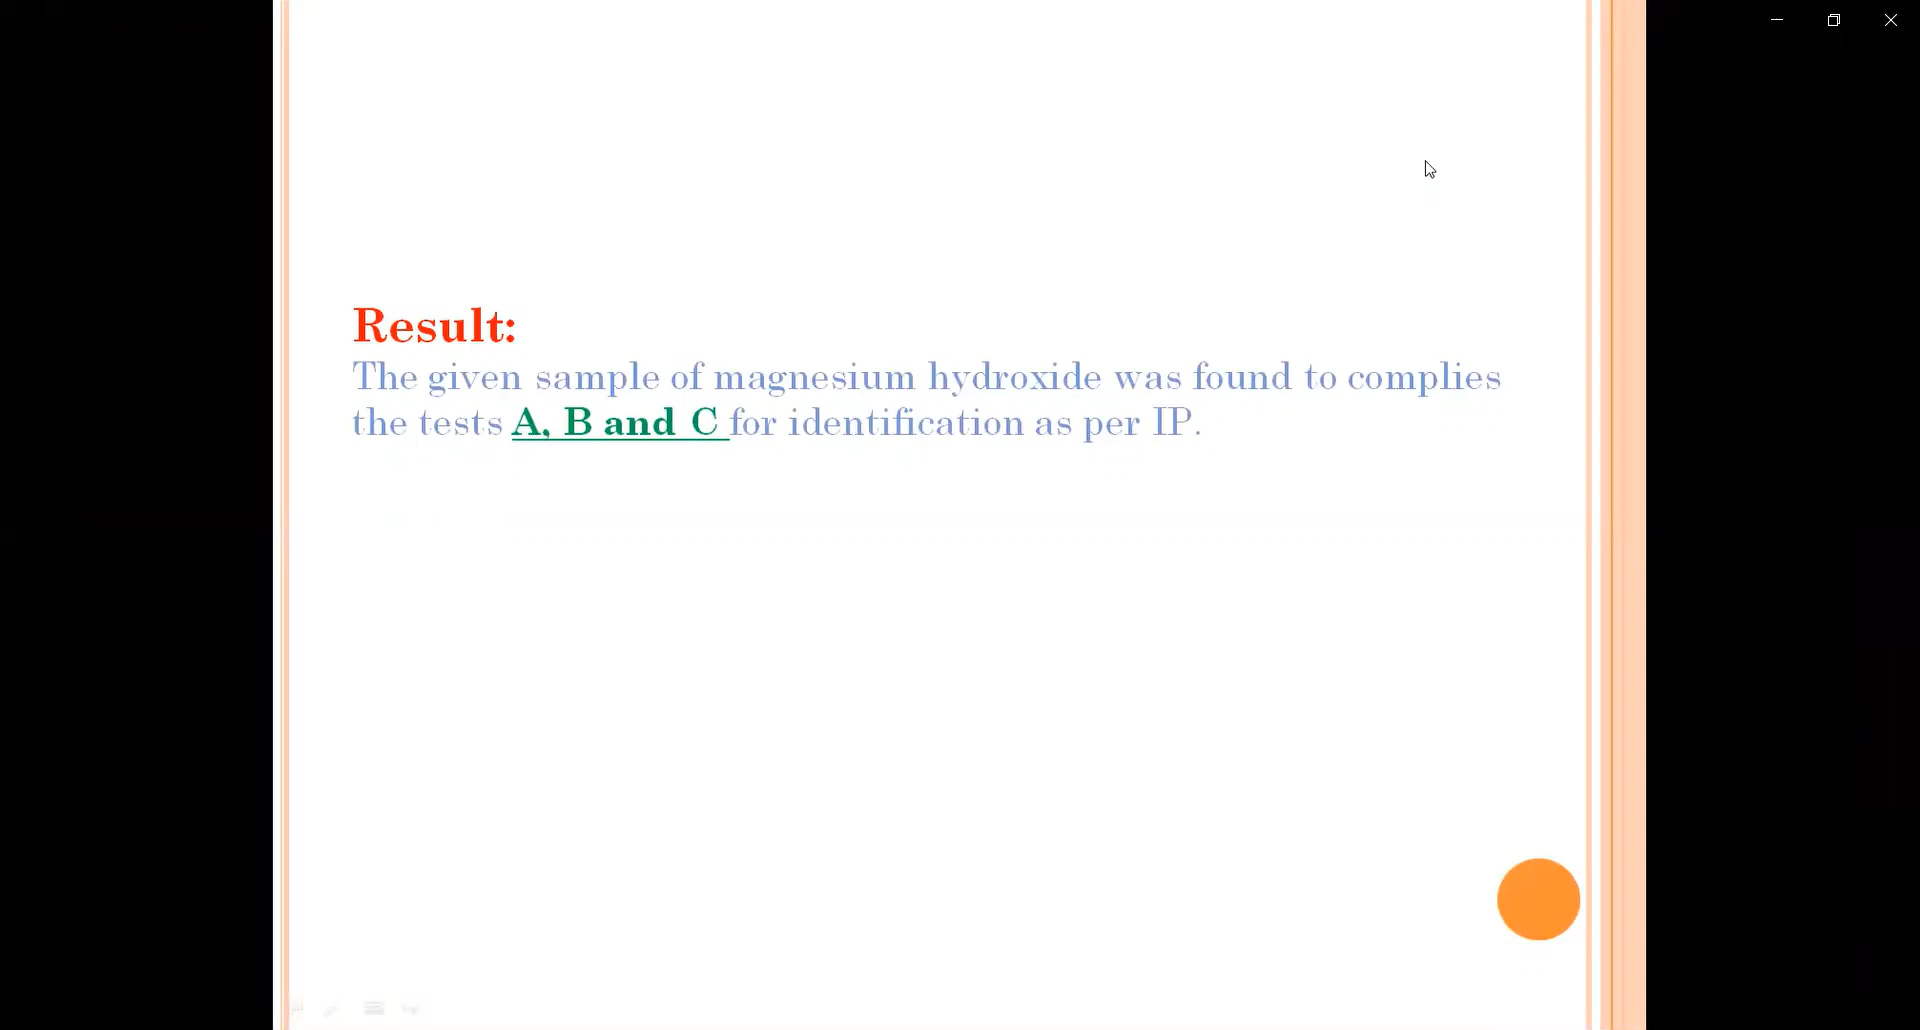 Result:
The given sample of magnesium hydroxide was found to complies
the tests A, B and C for identification as per IP.